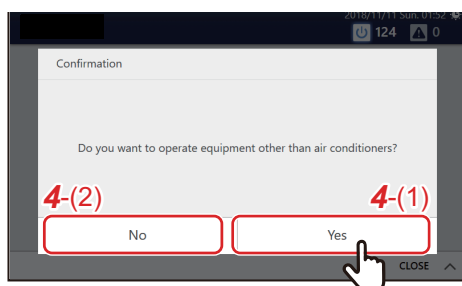 2018/11/11 Sun. 01:52
124 0
Confirmation
Do you want to operate equipment other than air conditioners?
4-(2) 4-(1)
No Yes
CLOSE